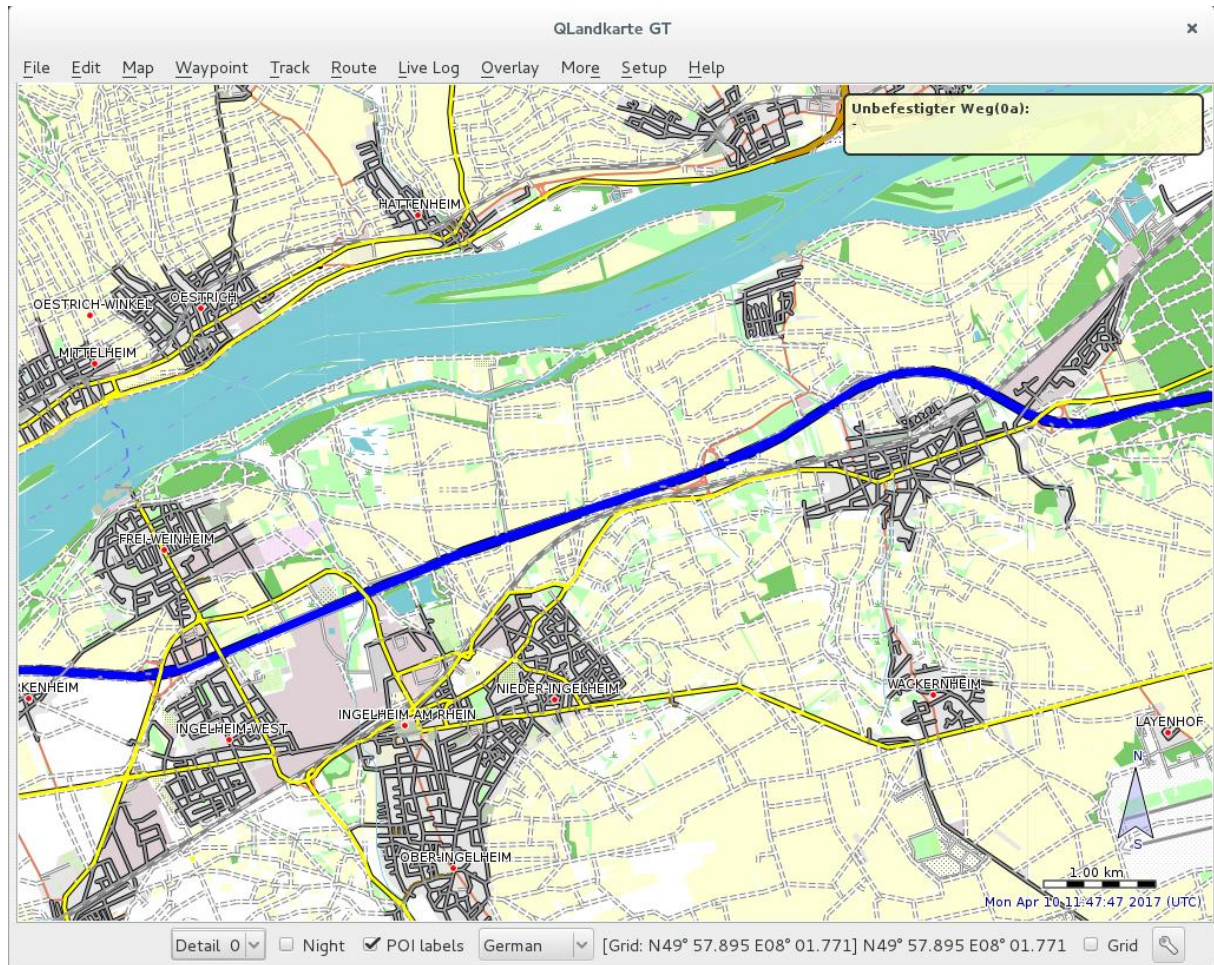 QLandkarte GT
File Edit Map Waypoint Track Route Live Log Overlay More Setup Help
Unbefestigter Weg(0a):
-
HATTENHEIM
OESTRICH-WINKEL
OESTRICH
MITTELHEIM
FREI-WEINHEIM
RKENHEIM
NIEDER-INGELHEIM
WACKERNHEIM
INGELHEIM AM RHEIN
INGELHEIM-WEST
LAYENHOF
N
S
OBER-INGELHEIM
1.00 km
Mon Apr 10 11:47:47 2017 (UTC)
Detail 0 Night POI labels German [Grid: N49° 57.895 E08° 01.771] N49° 57.895 E08° 01.771 Grid